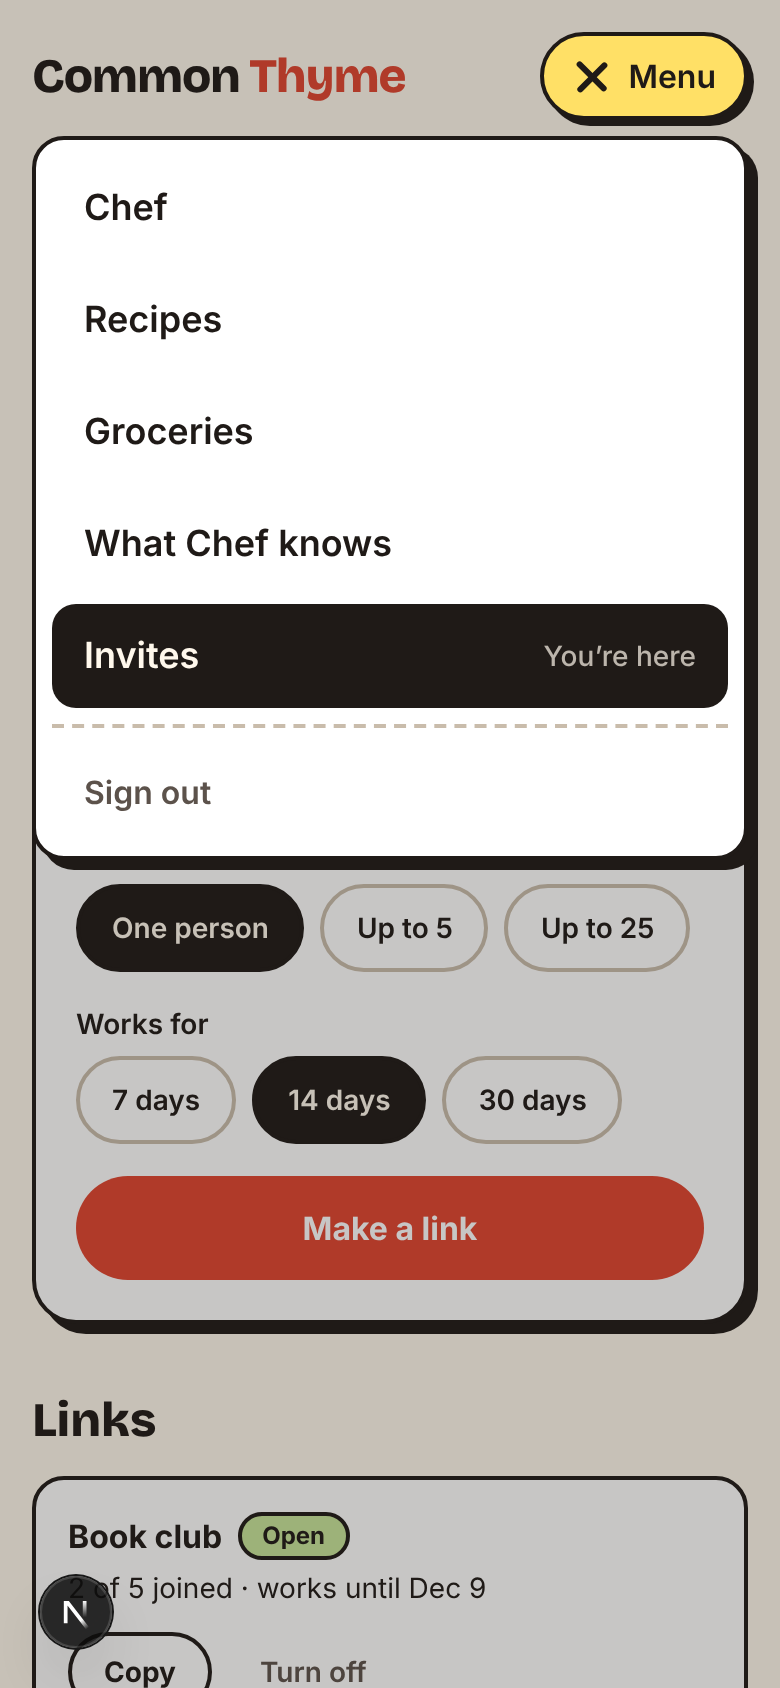 Common Thyme
Menu
Chef
Recipes
Groceries
What Chef knows
Invites You’re here
Sign out
One person Up to 5 Up to 25
Works for
7 days 14 days 30 days
Make a link
Links
Book club Open
2 of 5 joined · works until Dec 9
N
Copy Turn off